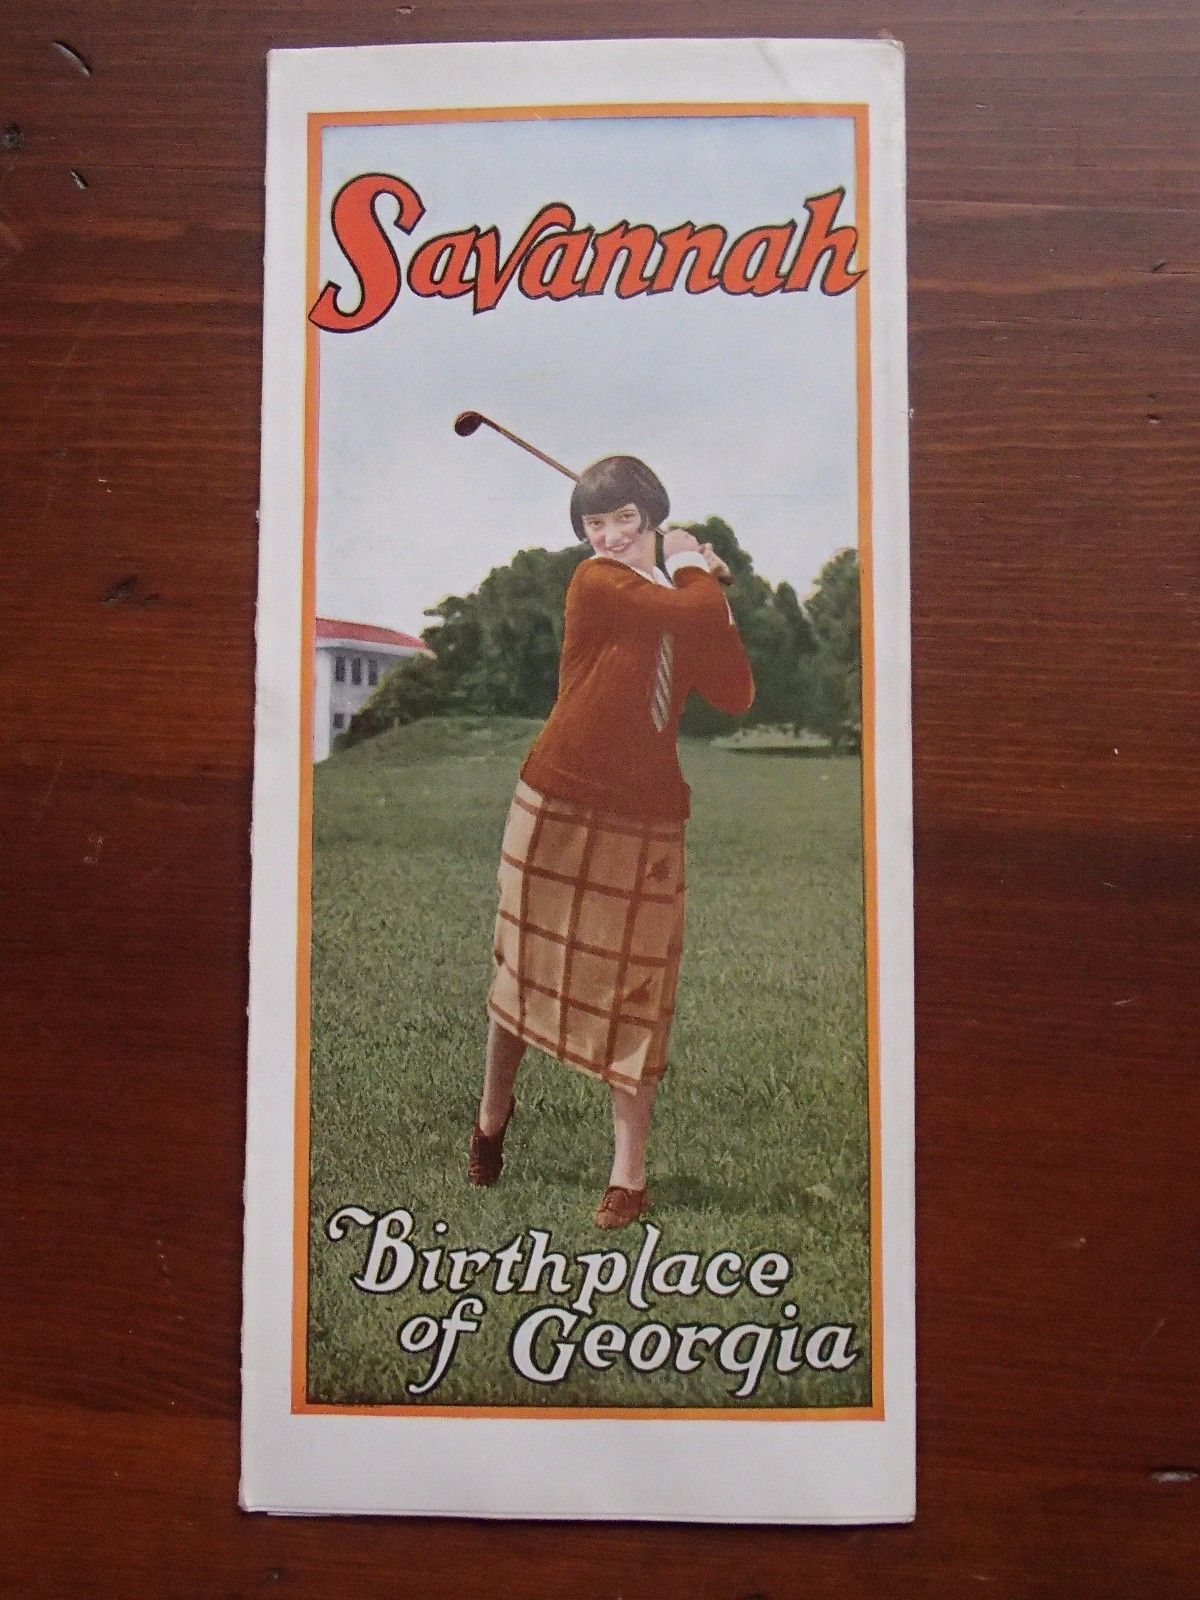 Savannah
Birthplace
of Georgia